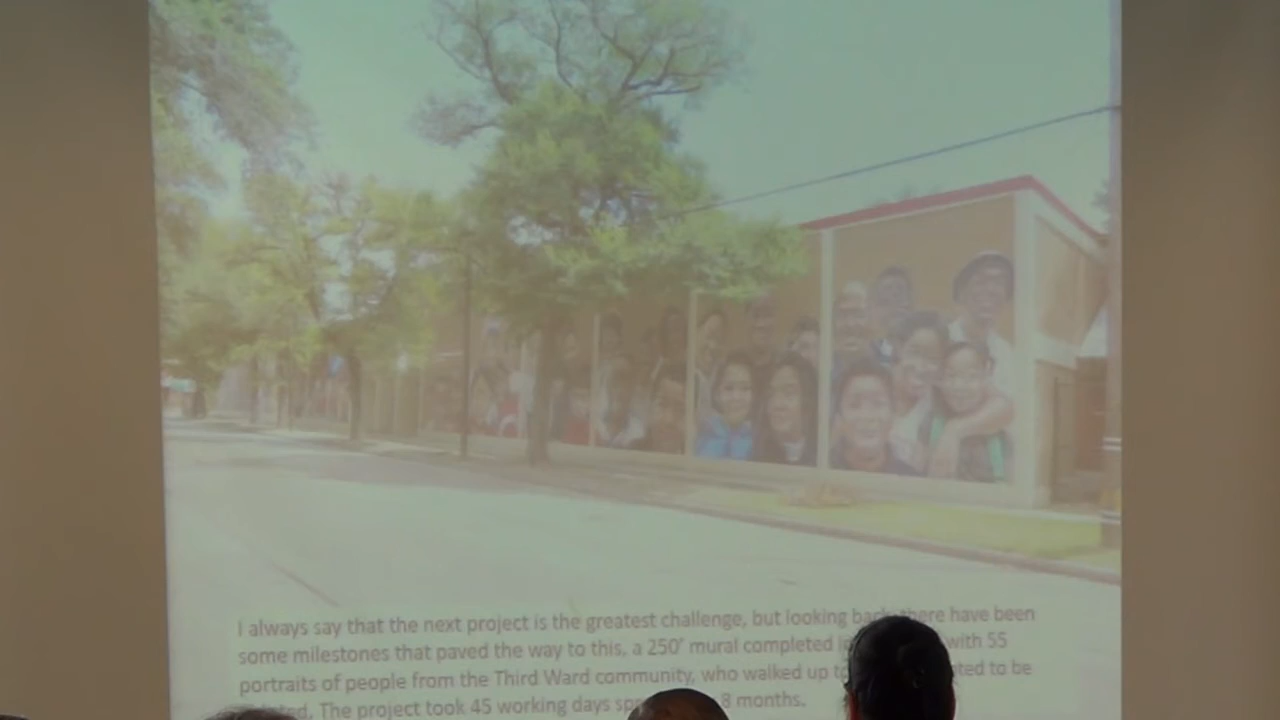 I always say that the next project is the greatest challenge, but looking back, there have been
some milestones that paved the way to this, a 250' mural completed with 55
portraits of people from the Third Ward community, who walked up to be
The project took 45 working days 8 months.